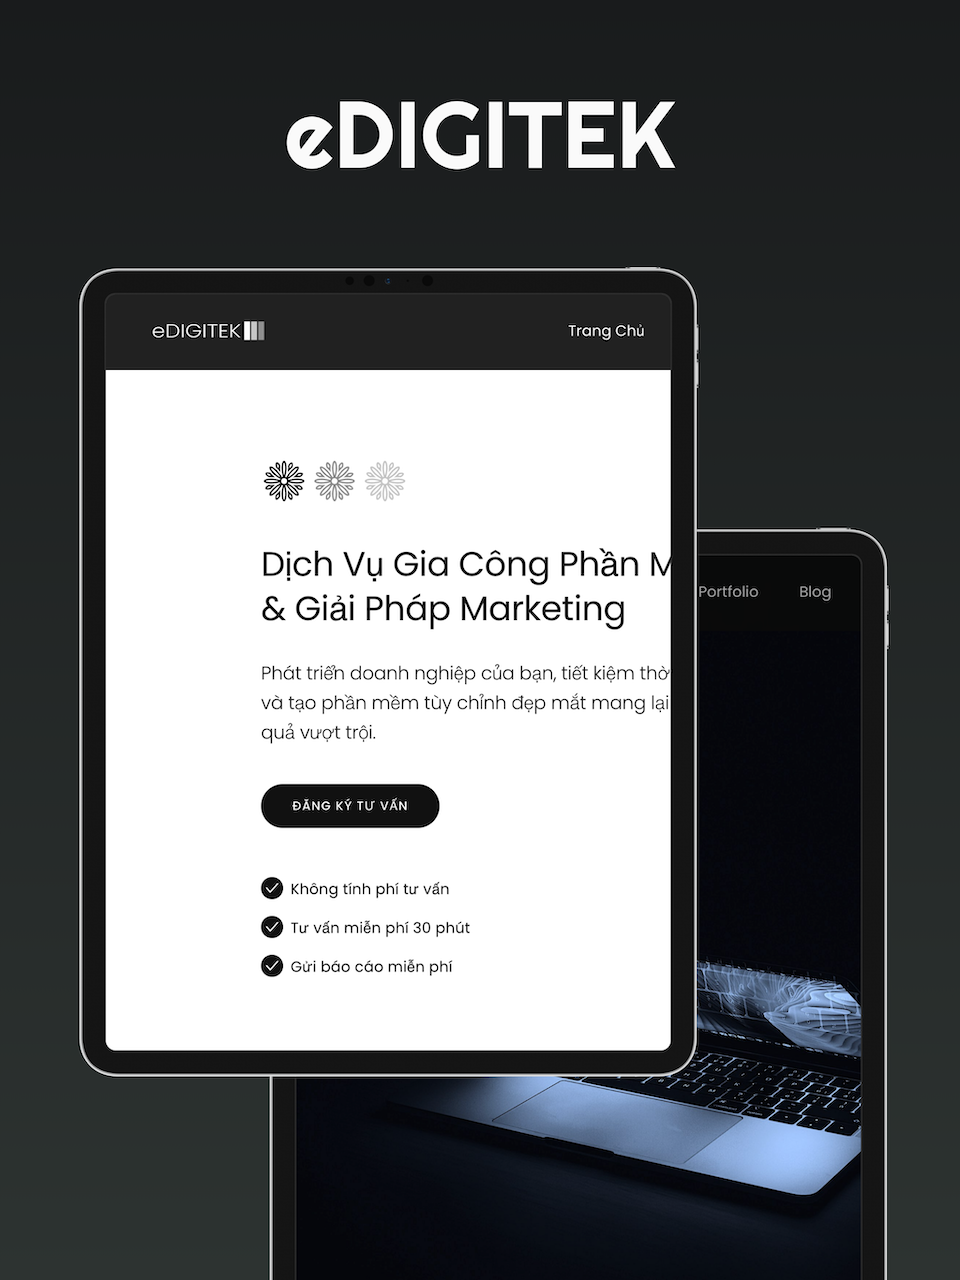 eDIGITEK
eDIGITEK
Trang Chủ
Dịch Vụ Gia Công Phần
& Giải Pháp Marketing
Phát triển doanh nghiệp của bạn, tiết kiệm
và tạo phần mềm tùy chỉnh đẹp mắt mang lại
quả vượt trội.
ĐĂNG KÝ TƯ VẤN
Không tính phí tư vấn
Tư vấn miễn phí 30 phút
Gửi báo cáo miễn phí
Portfolio
Blog